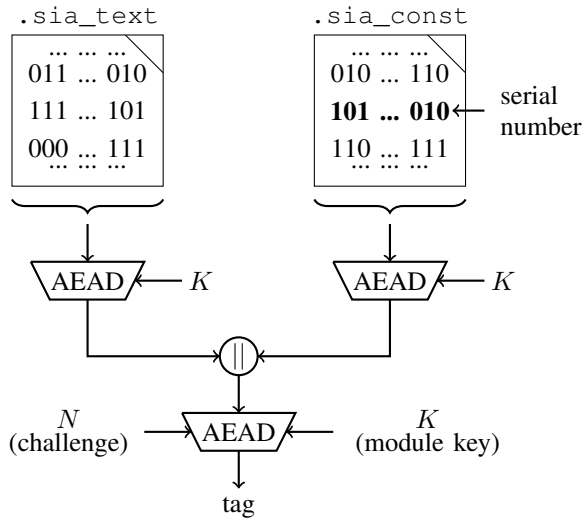 .sia_text
.sia_const
... ... ...
011 ... 010
111 ... 101
000 ... 111
... ... ...
... ... ...
010 ... 110
101 ... 010
110 ... 111
... ... ...
serial
number
AEAD
K
AEAD
K
||
N
(challenge)
AEAD
K
(module key)
tag